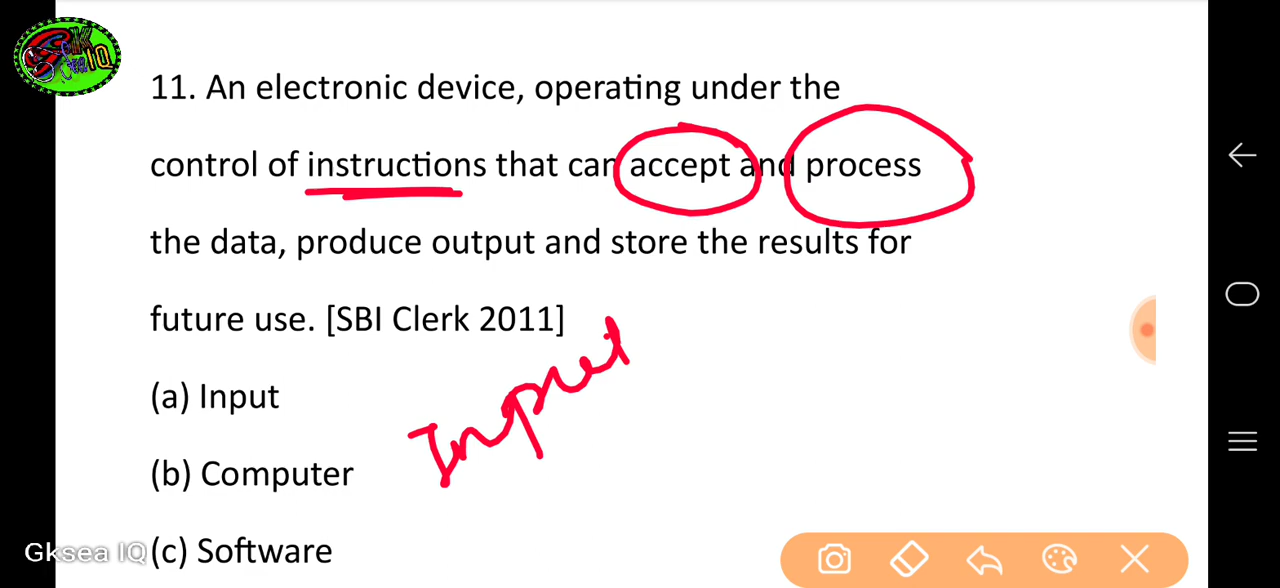 11. An electronic device, operating under the
control of instructions that can accept and process
the data, produce output and store the results for
future use. [SBI Clerk 2011]
Input
(a) Input
(b) Computer
(c) Software
Gksea IQ